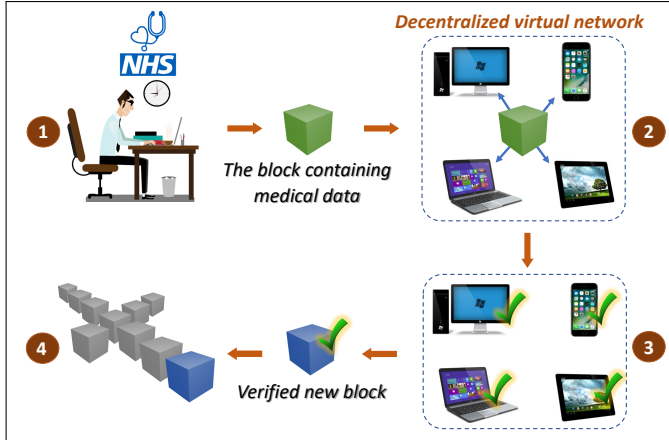 Decentralized virtual network
NHS
1
2
The block containing
medical data
4
3
Verified new block